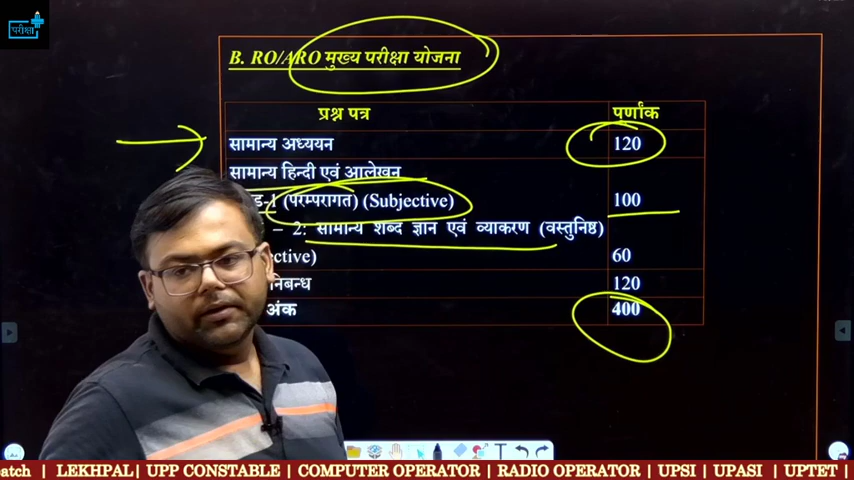 परीक्षा
B. RO/ARO मुख्य परीक्षा योजना
प्रश्न पत्र पूर्णांक
सामान्य अध्ययन 120
सामान्य हिन्दी एवं आलेखन
-1 (परम्परागत) (Subjective) 100
– 2: सामान्य शब्द ज्ञान एवं व्याकरण (वस्तुनिष्ठ)
ctive) 60
निबन्ध 120
अंक 400
atch | LEKHPAL| UPP CONSTABLE | COMPUTER OPERATOR | RADIO OPERATOR | UPSI | UPASI | UPTET |